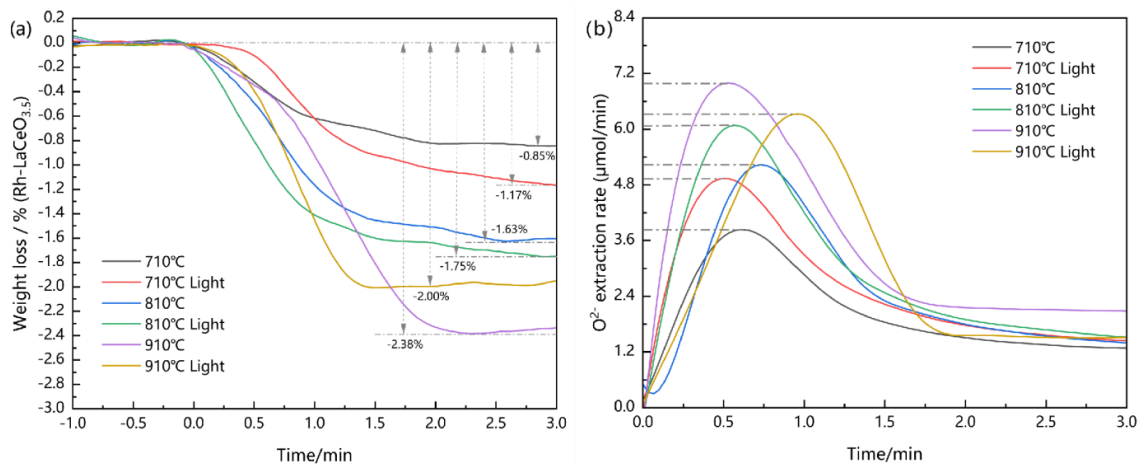 (a)
0.2
0.0
-0.2
-0.4
-0.6
-0.8
-1.0
-1.2
-1.4
-1.6
-1.8
-2.0
-2.2
-2.4
-2.6
-2.8
-3.0
Weight loss / % (Rh-LaCeO3.5)
-0.85%
-1.17%
-1.63%
-1.75%
-2.00%
-2.38%
710℃
710℃ Light
810℃
810℃ Light
910℃
910℃ Light
-1.0 -0.5 0.0 0.5 1.0 1.5 2.0 2.5 3.0
Time/min
(b)
8.4
7.2
6.0
4.8
3.6
2.4
1.2
0.0
O2- extraction rate (μmol/min)
710℃
710℃ Light
810℃
810℃ Light
910℃
910℃ Light
0.0 0.5 1.0 1.5 2.0 2.5 3.0
Time/min